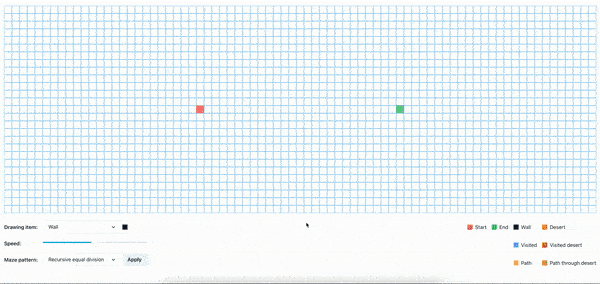 Drawing item: Wall
Start End Wall Desert
Speed:
Visited Visited desert
Maze pattern: Recursive equal division Apply
Path Path through desert